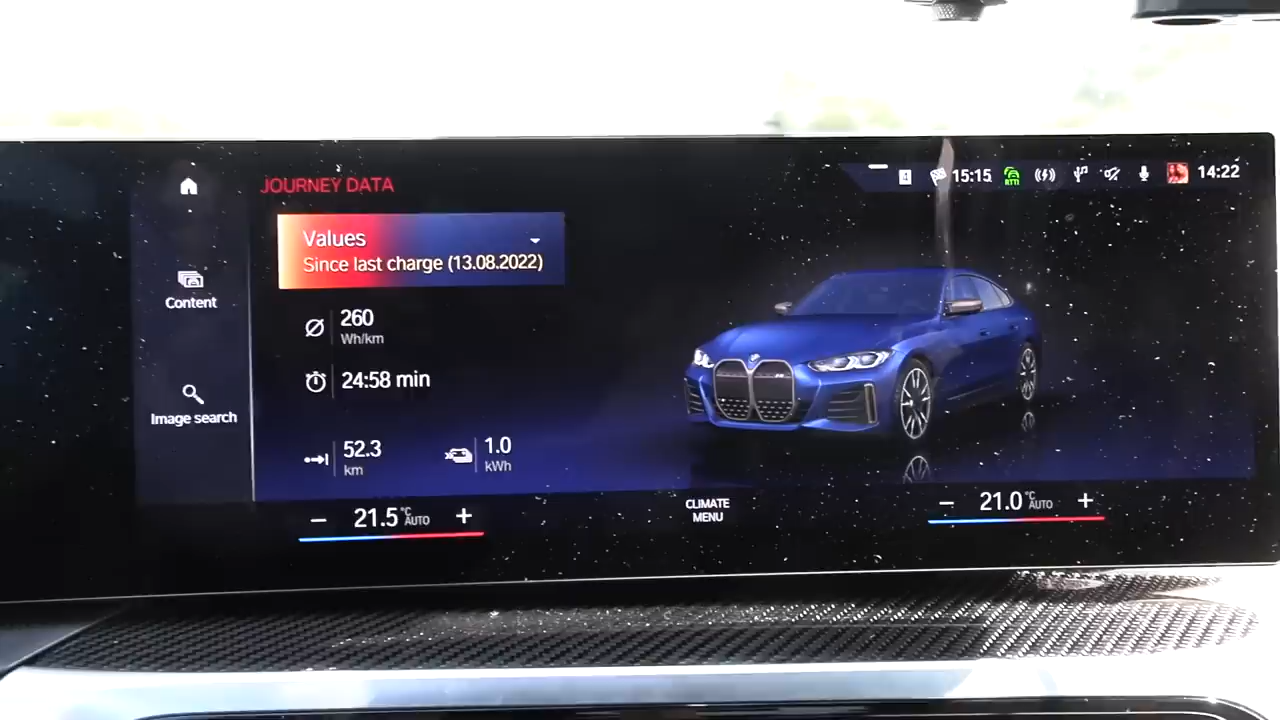 JOURNEY DATA
15:15
RTTI
14:22
Values
Since last charge (13.08.2022)
Content
260
Wh/km
24:58 min
Image search
52.3
km
1.0
kWh
21.5 °C AUTO
CLIMATE
MENU
21.0 °C AUTO